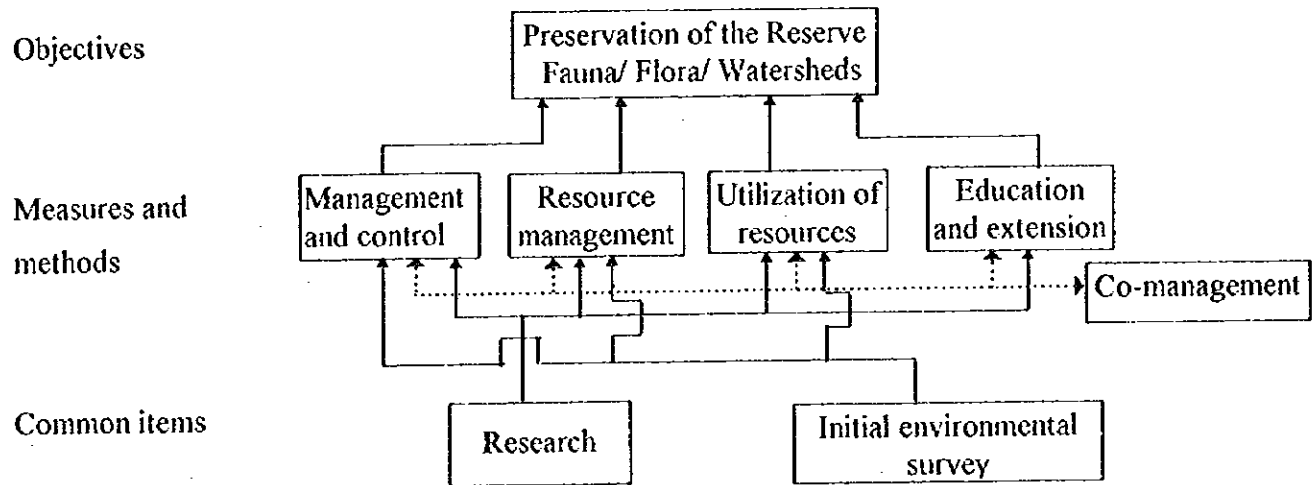 Objectives
Preservation of the Reserve
Fauna/ Flora/ Watersheds
Measures and
methods
Management
and control
Resource
management
Utilization of
resources
Education
and extension
Co-management
Common items
Research
Initial environmental
survey